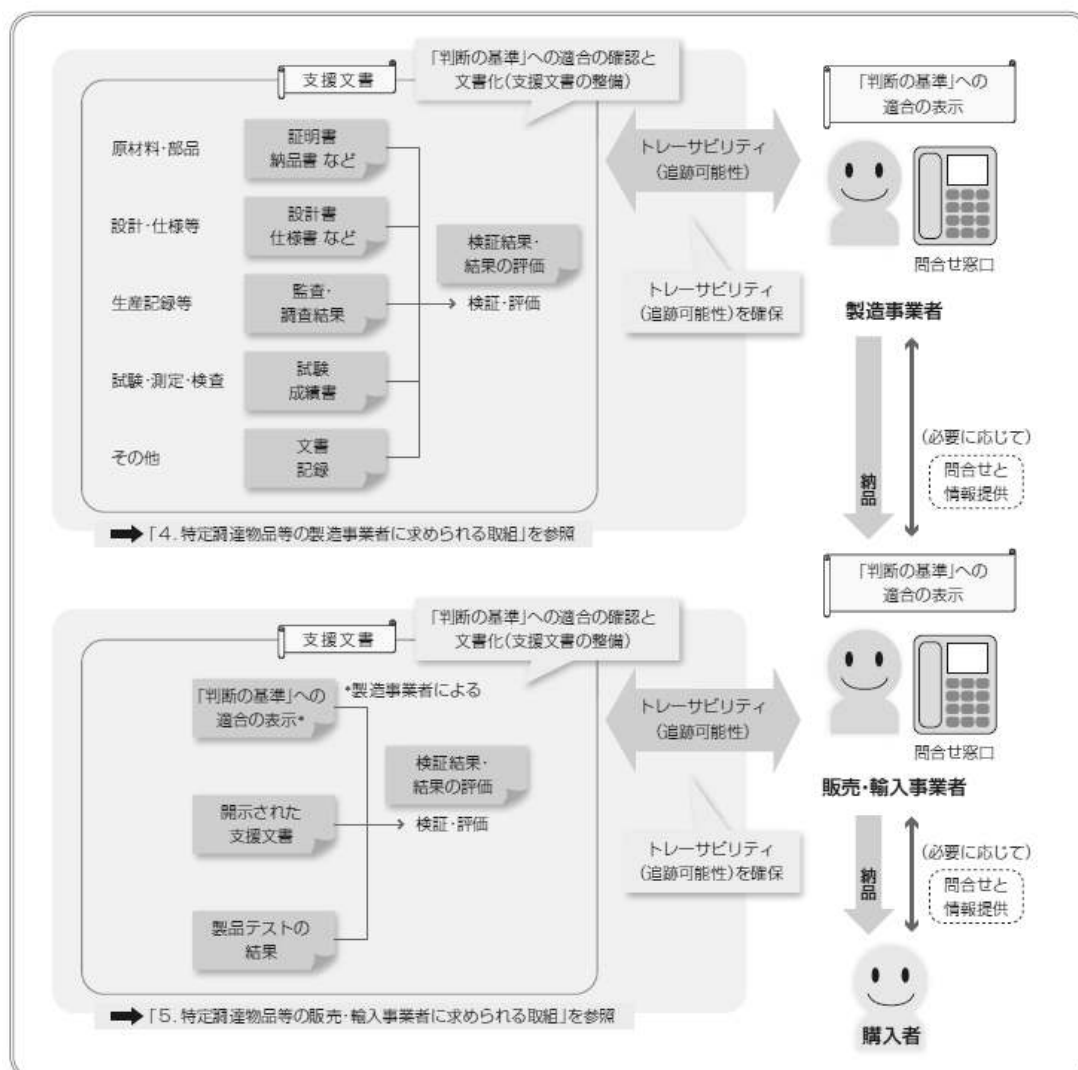 支援文書
「判断の基準」への適合の確認と
文書化(支援文書の整備)
原材料・部品
証明書
納品書 など
設計・仕様等
設計書
仕様書 など
生産記録等
監査・
調査結果
試験・測定・検査
試験
成績書
その他
文書
記録
検証結果・
結果の評価
検証・評価
➡「4.特定調達物品等の製造事業者に求められる取組」を参照
トレーサビリティ
(追跡可能性)
トレーサビリティ
(追跡可能性)を確保
「判断の基準」への
適合の表示
問合せ窓口
製造事業者
納品
(必要に応じて)
問合せと
情報提供
支援文書
「判断の基準」への適合の確認と
文書化(支援文書の整備)
「判断の基準」への
適合の表示*
*製造事業者による
開示された
支援文書
製品テストの
結果
検証結果・
結果の評価
検証・評価
➡「5.特定調達物品等の販売・輸入事業者に求められる取組」を参照
トレーサビリティ
(追跡可能性)
トレーサビリティ
(追跡可能性)を確保
「判断の基準」への
適合の表示
問合せ窓口
販売・輸入事業者
納品
(必要に応じて)
問合せと
情報提供
購入者